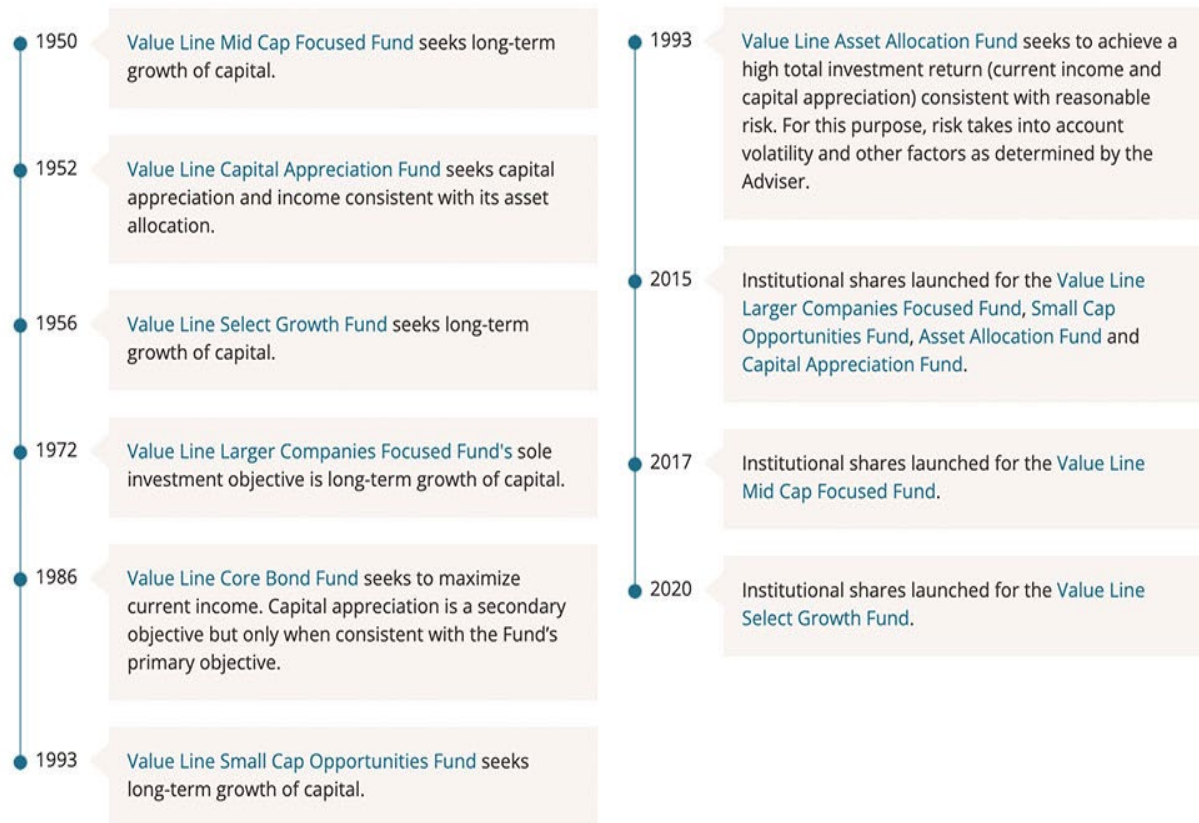 1950
Value Line Mid Cap Focused Fund seeks long-term
growth of capital.
1952
Value Line Capital Appreciation Fund seeks capital
appreciation and income consistent with its asset
allocation.
1956
Value Line Select Growth Fund seeks long-term
growth of capital.
1972
Value Line Larger Companies Focused Fund's sole
investment objective is long-term growth of capital.
1986
Value Line Core Bond Fund seeks to maximize
current income. Capital appreciation is a secondary
objective but only when consistent with the Fund’s
primary objective.
1993
Value Line Small Cap Opportunities Fund seeks
long-term growth of capital.
1993
Value Line Asset Allocation Fund seeks to achieve a
high total investment return (current income and
capital appreciation) consistent with reasonable
risk. For this purpose, risk takes into account
volatility and other factors as determined by the
Adviser.
2015
Institutional shares launched for the Value Line
Larger Companies Focused Fund, Small Cap
Opportunities Fund, Asset Allocation Fund and
Capital Appreciation Fund.
2017
Institutional shares launched for the Value Line
Mid Cap Focused Fund.
2020
Institutional shares launched for the Value Line
Select Growth Fund.